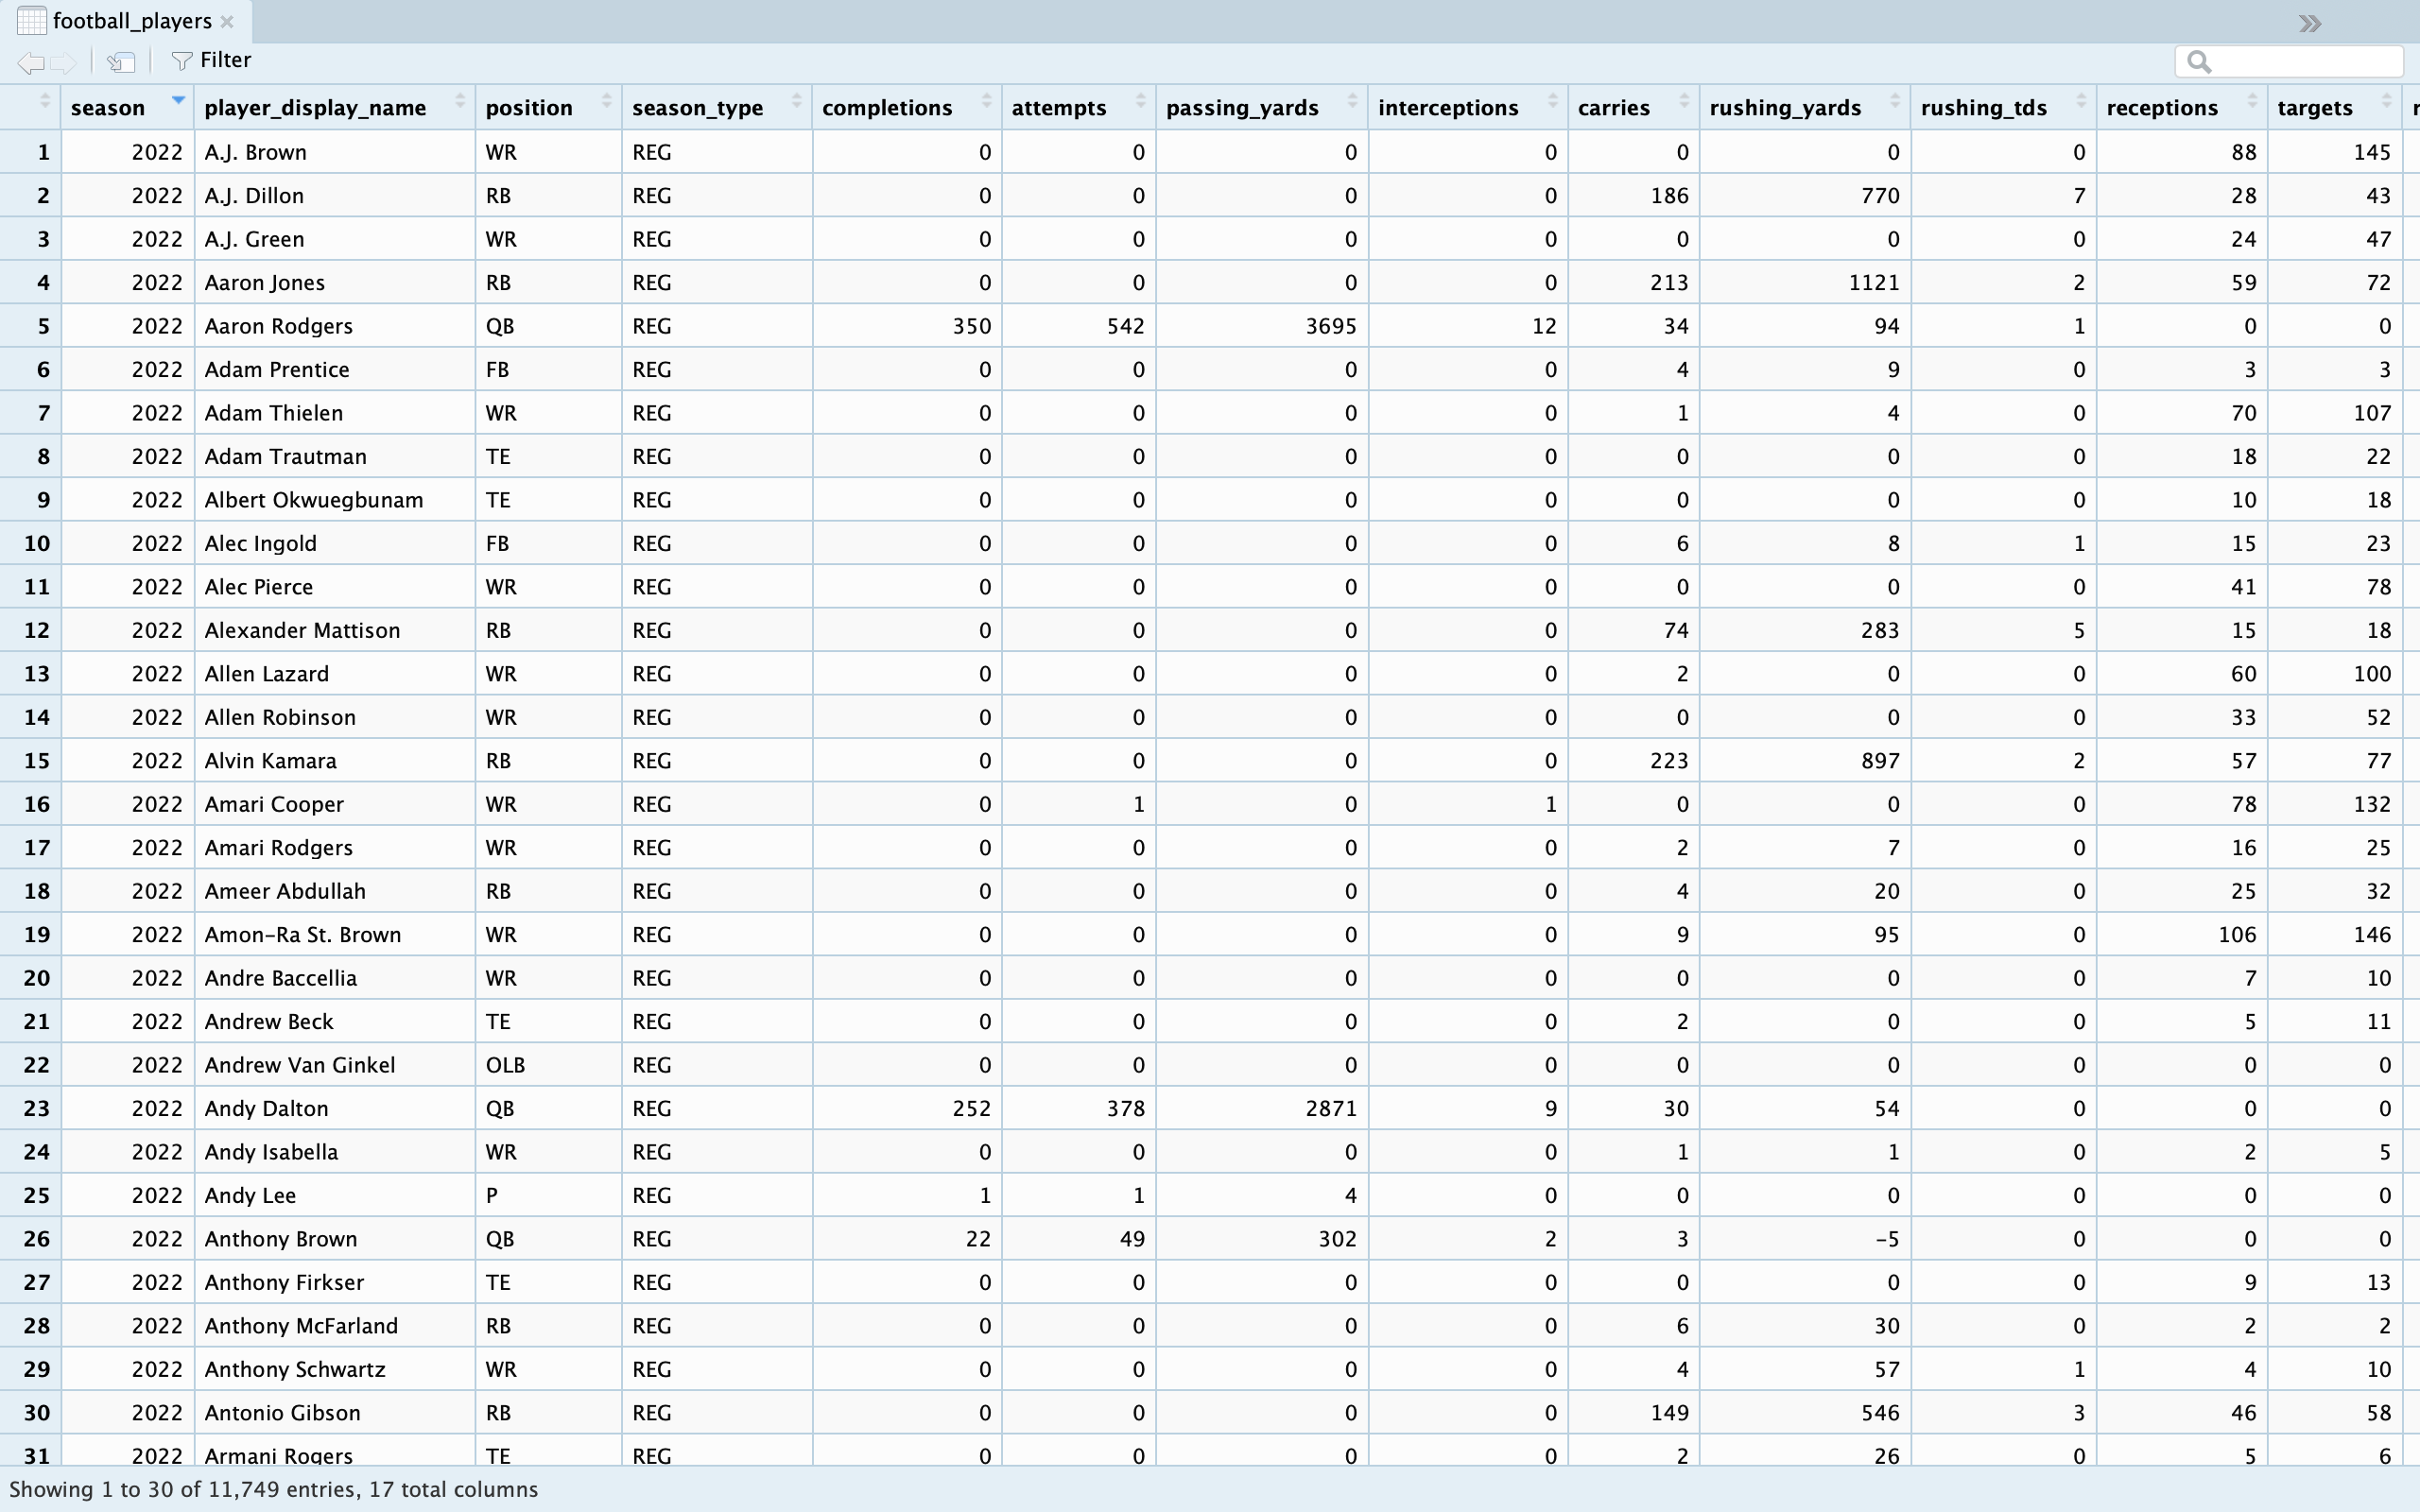 football_players
Filter
season player_display_name position season_type completions attempts passing_yards interceptions carries rushing_yards rushing_tds receptions targets
1 2022 A.J. Brown WR REG 0 0 0 0 0 0 0 88 145
2 2022 A.J. Dillon RB REG 0 0 0 0 186 770 7 28 43
3 2022 A.J. Green WR REG 0 0 0 0 0 0 0 24 47
4 2022 Aaron Jones RB REG 0 0 0 0 213 1121 2 59 72
5 2022 Aaron Rodgers QB REG 350 542 3695 12 34 94 1 0 0
6 2022 Adam Prentice FB REG 0 0 0 0 4 9 0 3 3
7 2022 Adam Thielen WR REG 0 0 0 0 1 4 0 70 107
8 2022 Adam Trautman TE REG 0 0 0 0 0 0 0 18 22
9 2022 Albert Okwuegbunam TE REG 0 0 0 0 0 0 0 10 18
10 2022 Alec Ingold FB REG 0 0 0 0 6 8 1 15 23
11 2022 Alec Pierce WR REG 0 0 0 0 0 0 0 41 78
12 2022 Alexander Mattison RB REG 0 0 0 0 74 283 5 15 18
13 2022 Allen Lazard WR REG 0 0 0 0 2 0 0 60 100
14 2022 Allen Robinson WR REG 0 0 0 0 0 0 0 33 52
15 2022 Alvin Kamara RB REG 0 0 0 0 223 897 2 57 77
16 2022 Amari Cooper WR REG 0 1 0 1 0 0 0 78 132
17 2022 Amari Rodgers WR REG 0 0 0 0 2 7 0 16 25
18 2022 Ameer Abdullah RB REG 0 0 0 0 4 20 0 25 32
19 2022 Amon-Ra St. Brown WR REG 0 0 0 0 9 95 0 106 146
20 2022 Andre Baccellia WR REG 0 0 0 0 0 0 0 7 10
21 2022 Andrew Beck TE REG 0 0 0 0 2 0 0 5 11
22 2022 Andrew Van Ginkel OLB REG 0 0 0 0 0 0 0 0 0
23 2022 Andy Dalton QB REG 252 378 2871 9 30 54 0 0 0
24 2022 Andy Isabella WR REG 0 0 0 0 1 1 0 2 5
25 2022 Andy Lee P REG 1 1 4 0 0 0 0 0 0
26 2022 Anthony Brown QB REG 22 49 302 2 3 -5 0 0 0
27 2022 Anthony Firkser TE REG 0 0 0 0 0 0 0 9 13
28 2022 Anthony McFarland RB REG 0 0 0 0 6 30 0 2 2
29 2022 Anthony Schwartz WR REG 0 0 0 0 4 57 1 4 10
30 2022 Antonio Gibson RB REG 0 0 0 0 149 546 3 46 58
31 2022 Armani Rogers TE REG 0 0 0 0 2 26 0 5 6
Showing 1 to 30 of 11,749 entries, 17 total columns